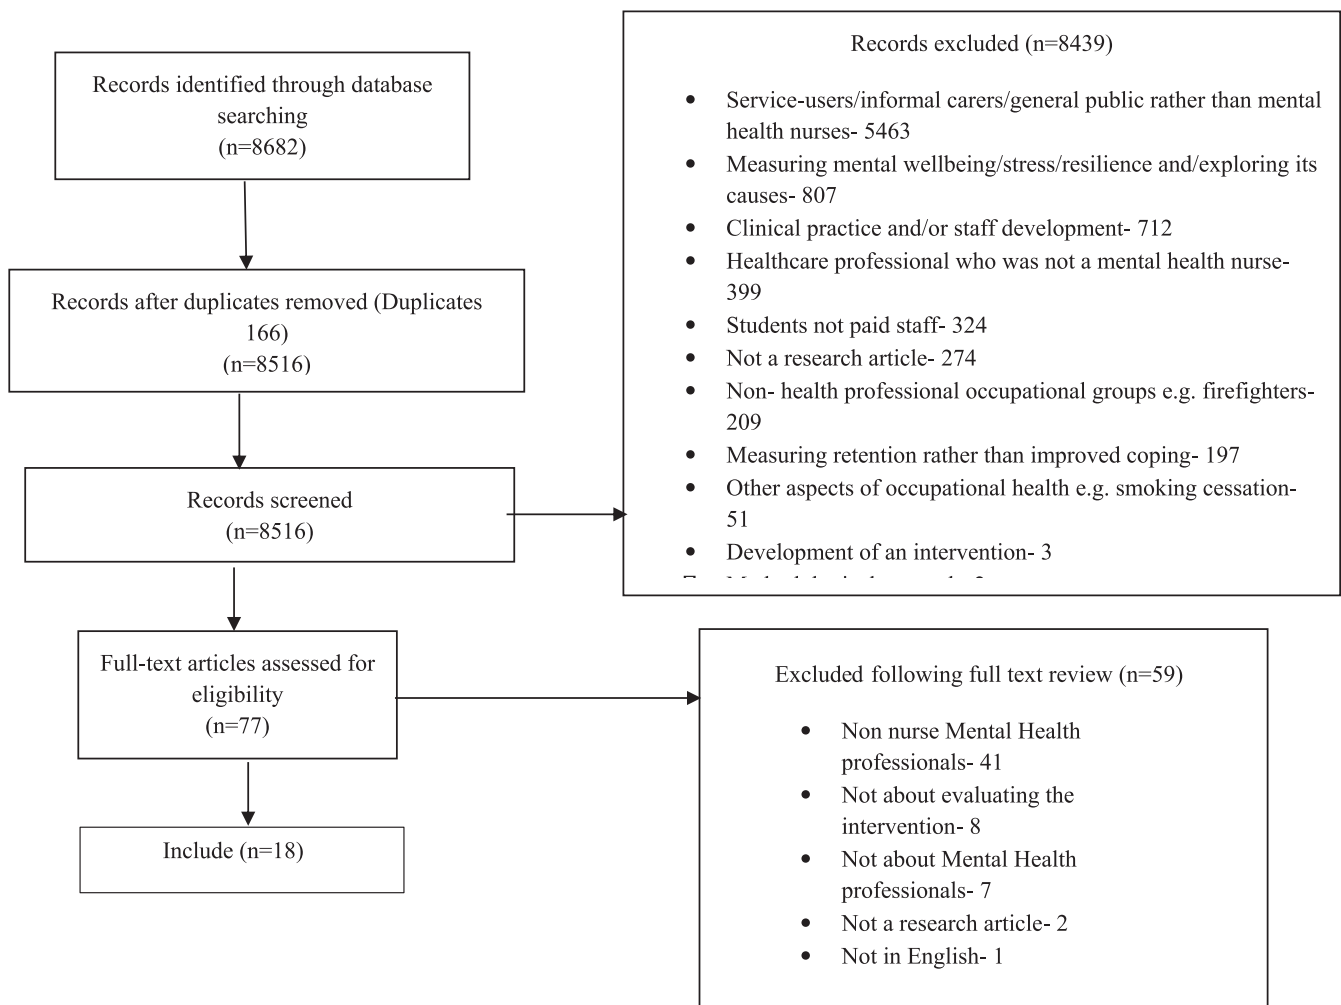 Records identified through database
searching
(n=8682)
Records after duplicates removed (Duplicates
166)
(n=8516)
Records screened
(n=8516)
Records excluded (n=8439)
• Service-users/informal carers/general public rather than mental
health nurses- 5463
• Measuring mental wellbeing/stress/resilience and/exploring its
causes- 807
• Clinical practice and/or staff development- 712
• Healthcare professional who was not a mental health nurse-
399
• Students not paid staff- 324
• Not a research article- 274
• Non- health professional occupational groups e.g. firefighters-
209
• Measuring retention rather than improved coping- 197
• Other aspects of occupational health e.g. smoking cessation-
51
• Development of an intervention- 3
Full-text articles assessed for
eligibility
(n=77)
Excluded following full text review (n=59)
• Non nurse Mental Health
professionals- 41
• Not about evaluating the
intervention- 8
• Not about Mental Health
professionals- 7
• Not a research article- 2
• Not in English- 1
Include (n=18)